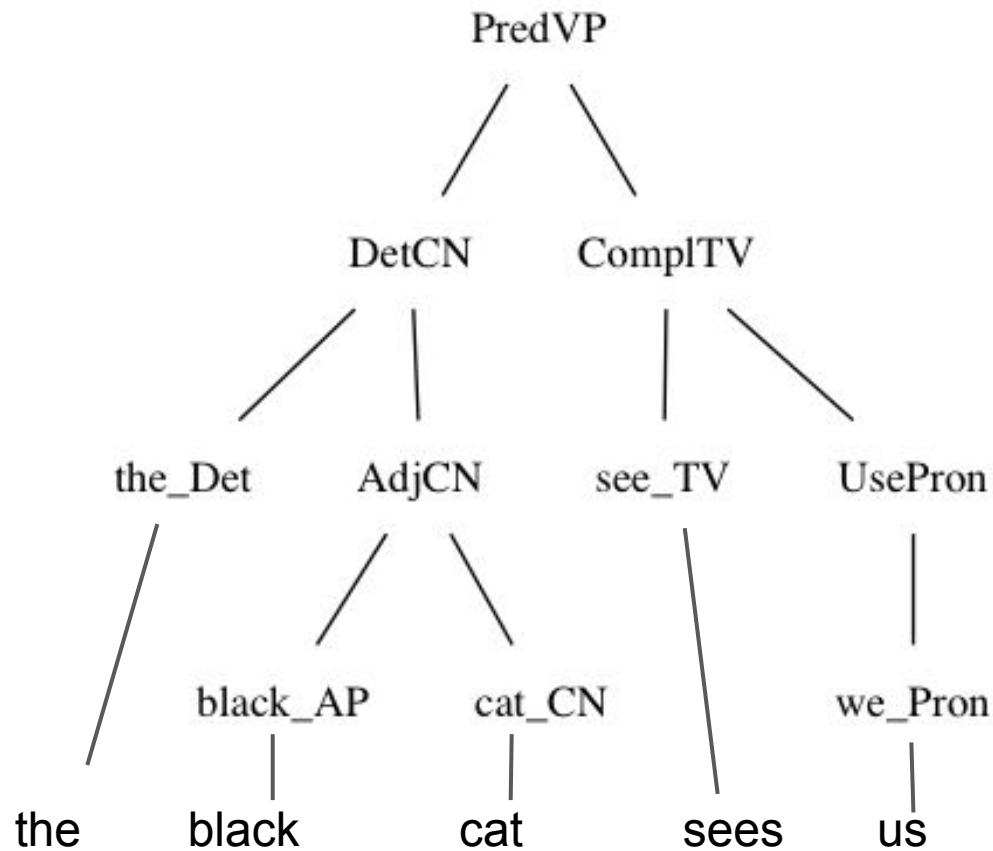 PredVP
DetCN ComplTV
the_Det AdjCN see_TV UsePron
black_AP cat_CN we_Pron
the black cat sees us